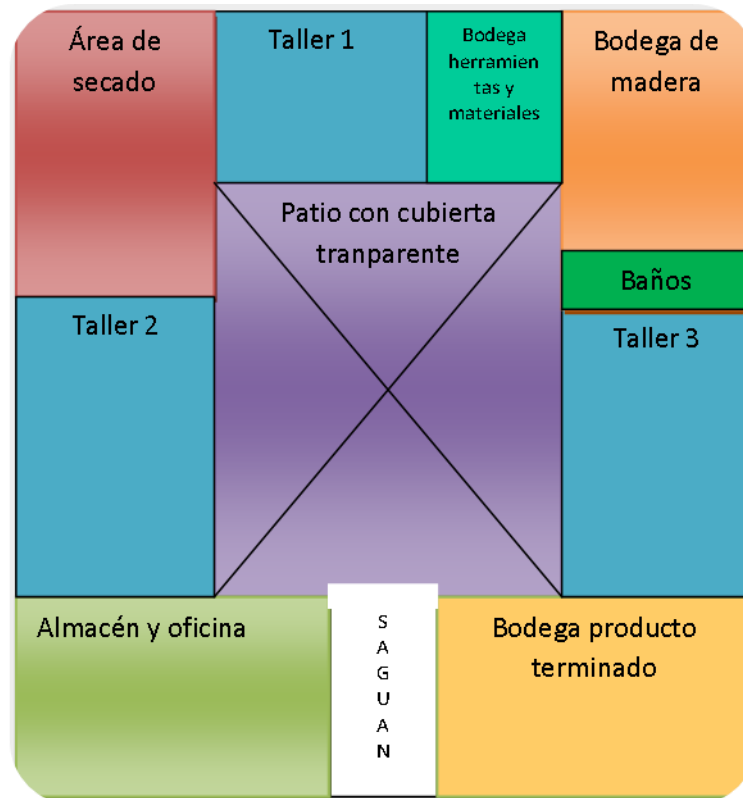 Área de
secado
Taller 1
Bodega
herramien
tas y
materiales
Bodega de
madera
Patio con cubierta
tranparente
Baños
Taller 2
Taller 3
Almacén y oficina
S
A
G
U
A
N
Bodega producto
terminado